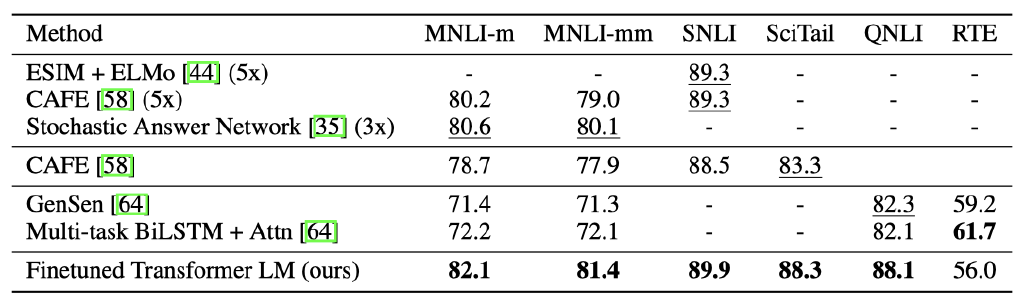 Method MNLI-m MNLI-mm SNLI SciTail QNLI RTE
ESIM + ELMo [44] (5x) - - 89.3 - - -
CAFE [58] (5x) 80.2 79.0 89.3 - - -
Stochastic Answer Network [35] (3x) 80.6 80.1 - - - -
CAFE [58] 78.7 77.9 88.5 83.3
GenSen [64] 71.4 71.3 - - 82.3 59.2
Multi-task BiLSTM + Attn [64] 72.2 72.1 - - 82.1 61.7
Finetuned Transformer LM (ours) 82.1 81.4 89.9 88.3 88.1 56.0